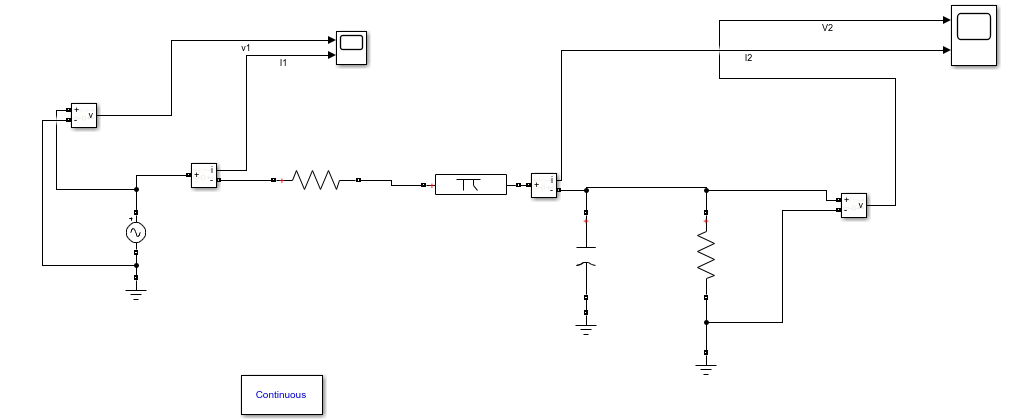 V2
v1
I1
I2
+
-
v
i
+
-
i
+
-
+
-
v
+
Continuous